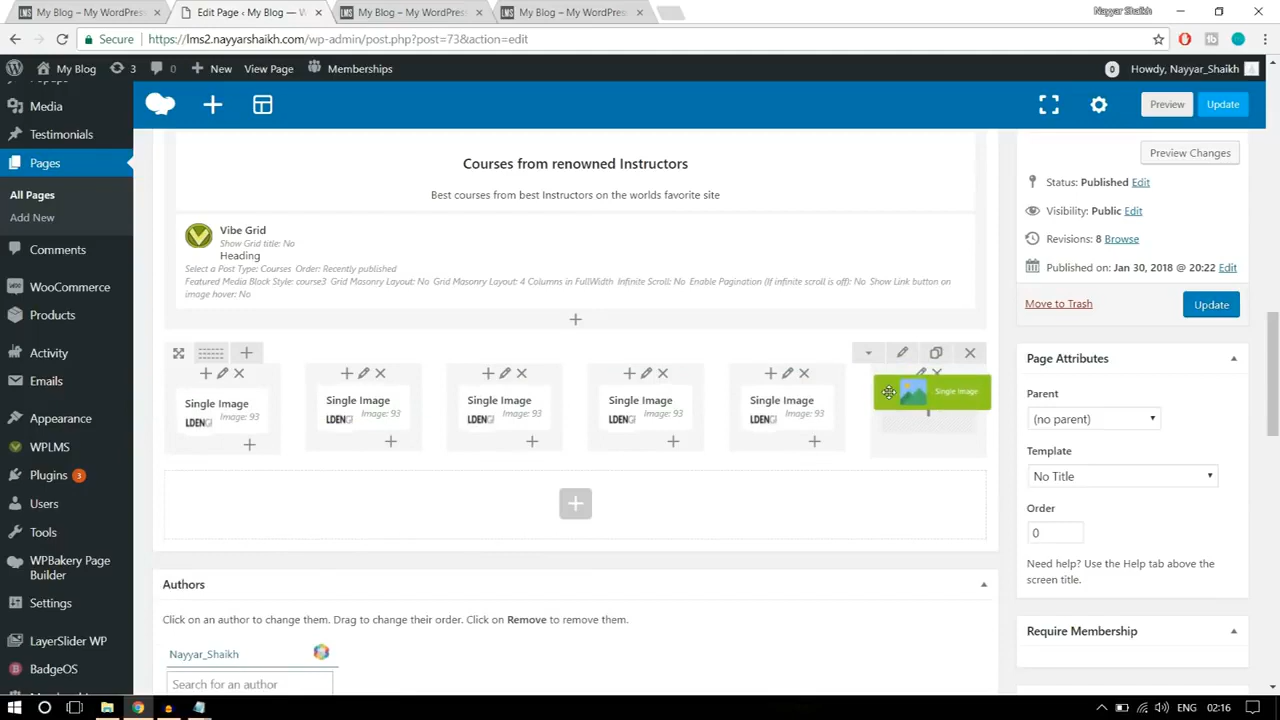 My Blog – My WordPress
Edit Page ‹ My Blog —
My Blog – My WordPress
My Blog – My WordPress
Nayyar Shaikh
Secure
https://lms2.nayyarshaikh.com/wp-admin/post.php?post=73&action=edit
My Blog
3
0
New
View Page
Memberships
0
Howdy, Nayyar_Shaikh
Media
Testimonials
Pages
All Pages
Add New
Comments
WooCommerce
Products
Activity
Emails
Appearance
WPLMS
Plugins 3
Users
Tools
WPBakery Page
Builder
Settings
LayerSlider WP
BadgeOS
Preview
Update
Courses from renowned Instructors
Best courses from best Instructors on the worlds favorite site
Vibe Grid
Show Grid title: No
Heading
Select a Post Type: Courses Order: Recently published
Featured Media Block Style: course3 Grid Masonry Layout: No Grid Masonry Layout: 4 Columns in FullWidth Infinite Scroll: No Enable Pagination (If infinite scroll is off): No Show Link button on
image hover: No
Single Image
Image: 93
LDENG
Single Image
Image: 93
LDENG
Single Image
Image: 93
LDENG
Single Image
Image: 93
LDENG
Single Image
Image: 93
LDENG
Single Image
Authors
Click on an author to change them. Drag to change their order. Click on Remove to remove them.
Nayyar_Shaikh
Search for an author
Preview Changes
Status: Published Edit
Visibility: Public Edit
Revisions: 8 Browse
Published on: Jan 30, 2018 @ 20:22 Edit
Move to Trash
Update
Page Attributes
Parent
(no parent)
Template
No Title
Order
0
Need help? Use the Help tab above the
screen title.
Require Membership
ENG
02:16